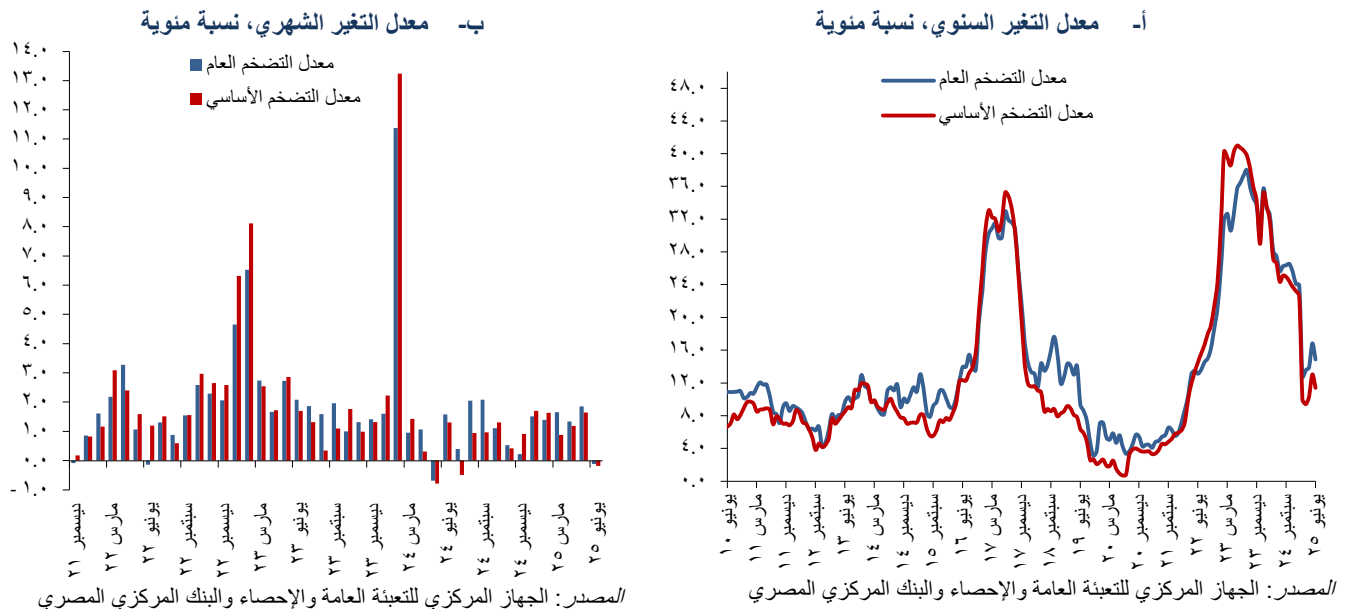 أ- معدل التغير السنوي، نسبة مئوية
معدل التضخم العام
معدل التضخم الأساسي
٤٨.٠
٤٤.٠
٤٠.٠
٣٦.٠
٣٢.٠
٢٨.٠
٢٤.٠
٢٠.٠
١٦.٠
١٢.٠
٨.٠
٤.٠
٠.٠
يونيو ١٠
مارس ١١
ديسمبر ١١
سبتمبر ١٢
يونيو ١٣
مارس ١٤
ديسمبر ١٤
سبتمبر ١٥
يونيو ١٦
مارس ١٧
ديسمبر ١٧
سبتمبر ١٨
يونيو ١٩
مارس ٢٠
ديسمبر ٢٠
سبتمبر ٢١
يونيو ٢٢
مارس ٢٣
ديسمبر ٢٣
سبتمبر ٢٤
يونيو ٢٥
المصدر: الجهاز المركزي للتعبئة العامة والإحصاء والبنك المركزي المصري
ب- معدل التغير الشهري، نسبة مئوية
معدل التضخم العام
معدل التضخم الأساسي
١٤.٠
١٣.٠
١٢.٠
١١.٠
١٠.٠
٩.٠
٨.٠
٧.٠
٦.٠
٥.٠
٤.٠
٣.٠
٢.٠
١.٠
٠.٠
-١.٠
ديسمبر ٢١
مارس ٢٢
يونيو ٢٢
سبتمبر ٢٢
ديسمبر ٢٢
مارس ٢٣
يونيو ٢٣
سبتمبر ٢٣
ديسمبر ٢٣
مارس ٢٤
يونيو ٢٤
سبتمبر ٢٤
ديسمبر ٢٤
مارس ٢٥
يونيو ٢٥
المصدر: الجهاز المركزي للتعبئة العامة والإحصاء والبنك المركزي المصري